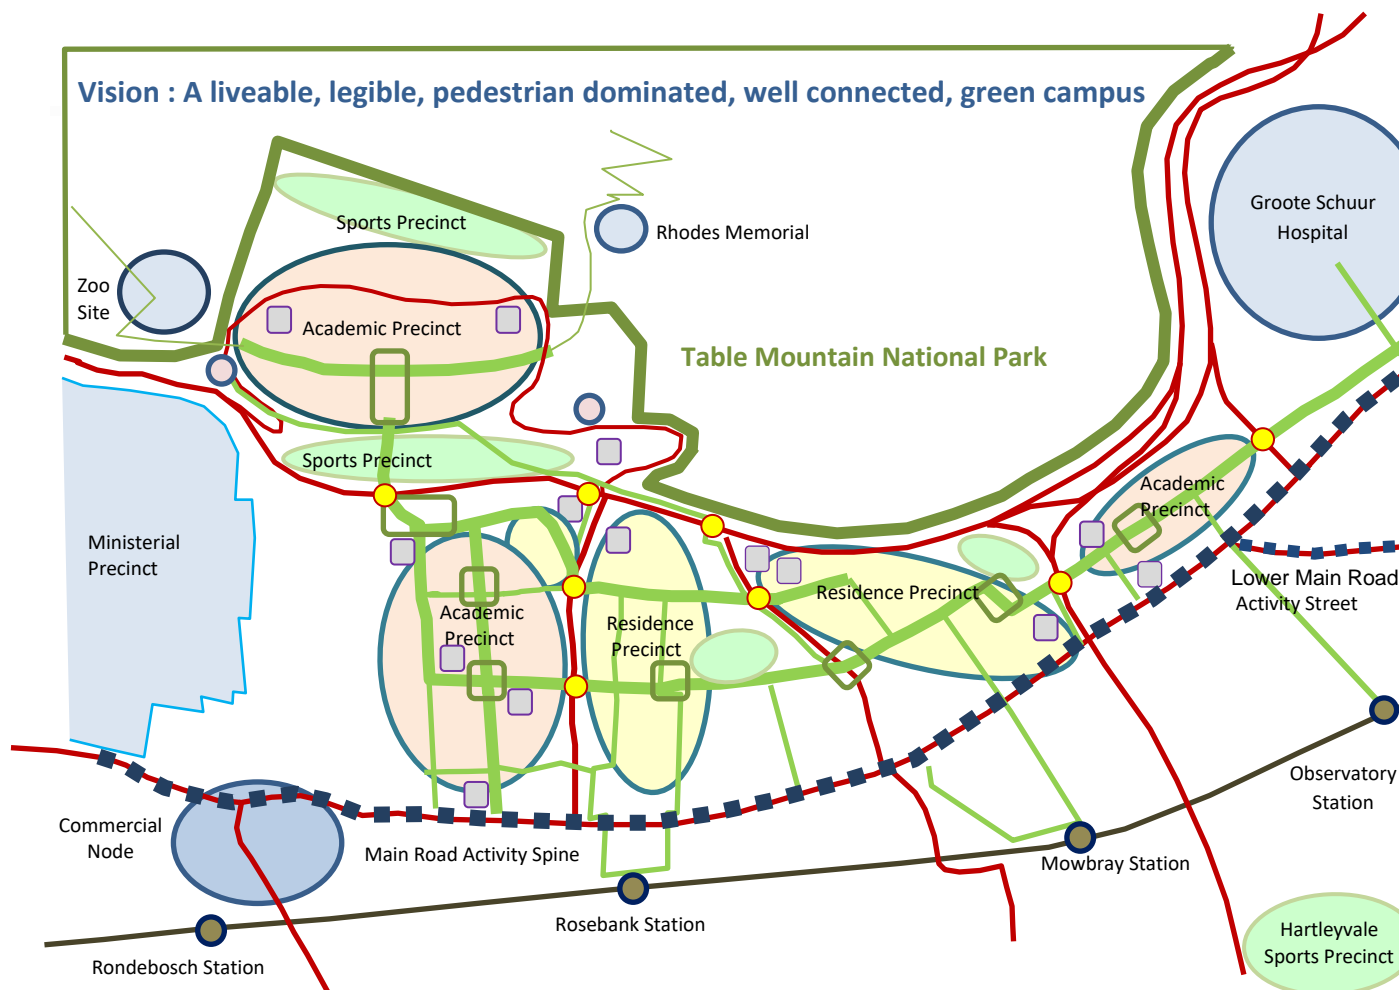 Vision : A liveable, legible, pedestrian dominated, well connected, green campus
Sports Precinct
Rhodes Memorial
Groote Schuur
Hospital
Zoo
Site
Academic Precinct
Table Mountain National Park
Sports Precinct
Academic
Precinct
Ministerial
Precinct
Residence Precinct
Lower Main Road
Activity Street
Academic
Precinct
Residence
Precinct
Observatory
Station
Commercial
Node
Main Road Activity Spine
Mowbray Station
Rosebank Station
Hartleyvale
Sports Precinct
Rondebosch Station